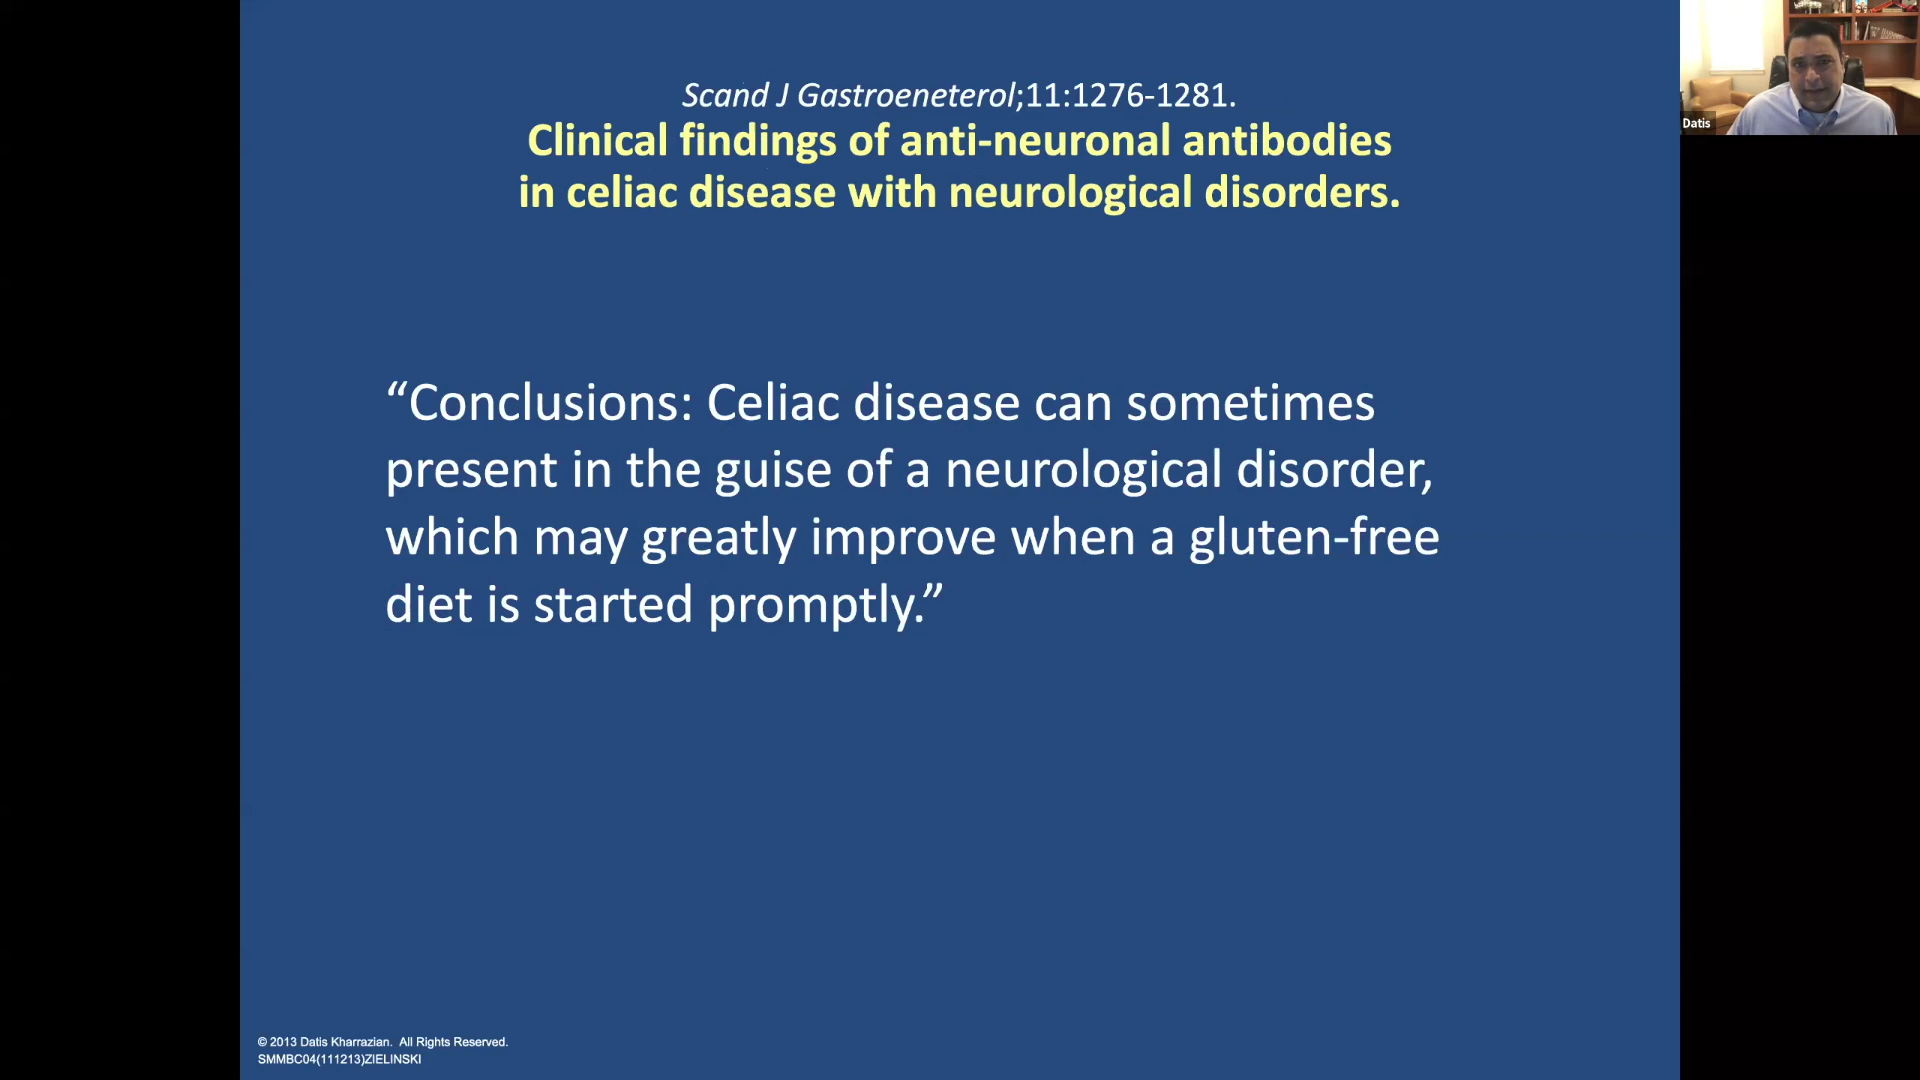 Scand J Gastroeneterol;11:1276-1281.
Clinical findings of anti-neuronal antibodies
in celiac disease with neurological disorders.
Datis
“Conclusions: Celiac disease can sometimes
present in the guise of a neurological disorder,
which may greatly improve when a gluten-free
diet is started promptly.”
© 2013 Datis Kharrazian. All Rights Reserved.
SMMBC04(111213)ZIELINSKI